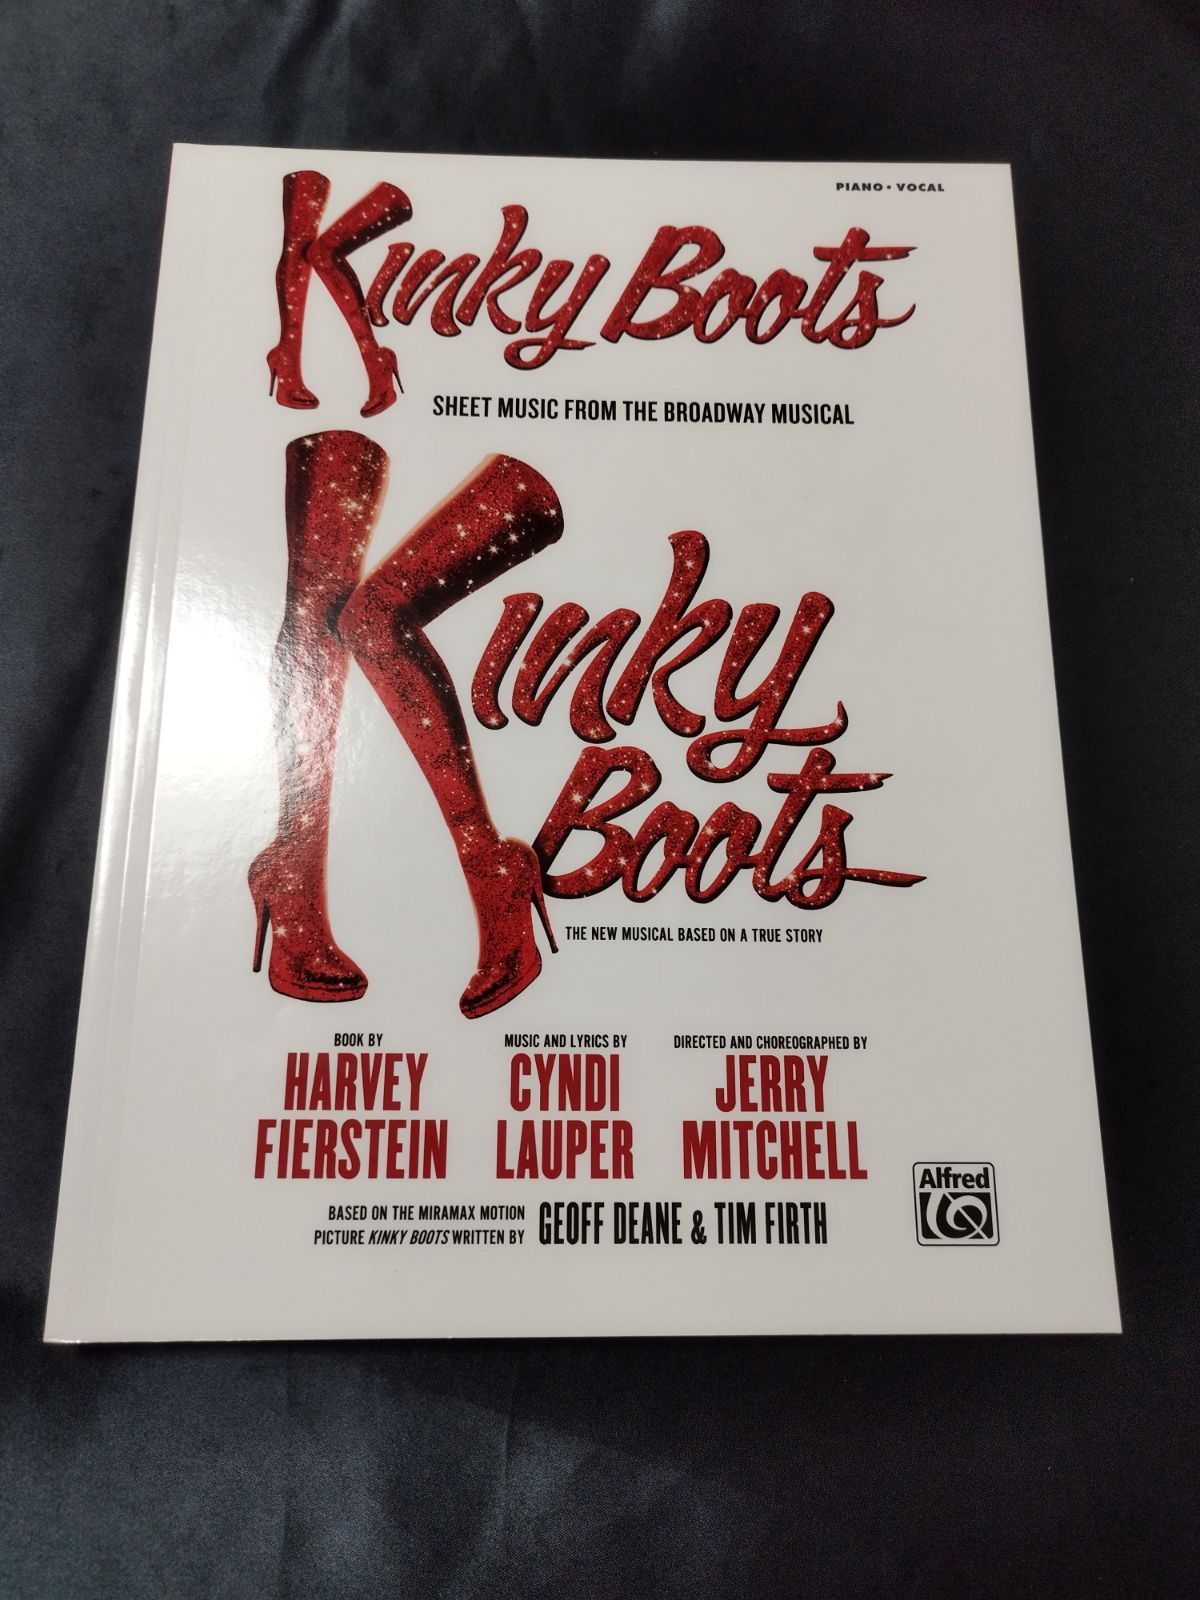 PIANO • VOCAL
Kinky Boots
SHEET MUSIC FROM THE BROADWAY MUSICAL
Kinky
Boots
THE NEW MUSICAL BASED ON A TRUE STORY
BOOK BY
HARVEY
FIERSTEIN
MUSIC AND LYRICS BY
CYNDI
LAUPER
DIRECTED AND CHOREOGRAPHED BY
JERRY
MITCHELL
BASED ON THE MIRAMAX MOTION
PICTURE KINKY BOOTS WRITTEN BY
GEOFF DEANE & TIM FIRTH
Alfred